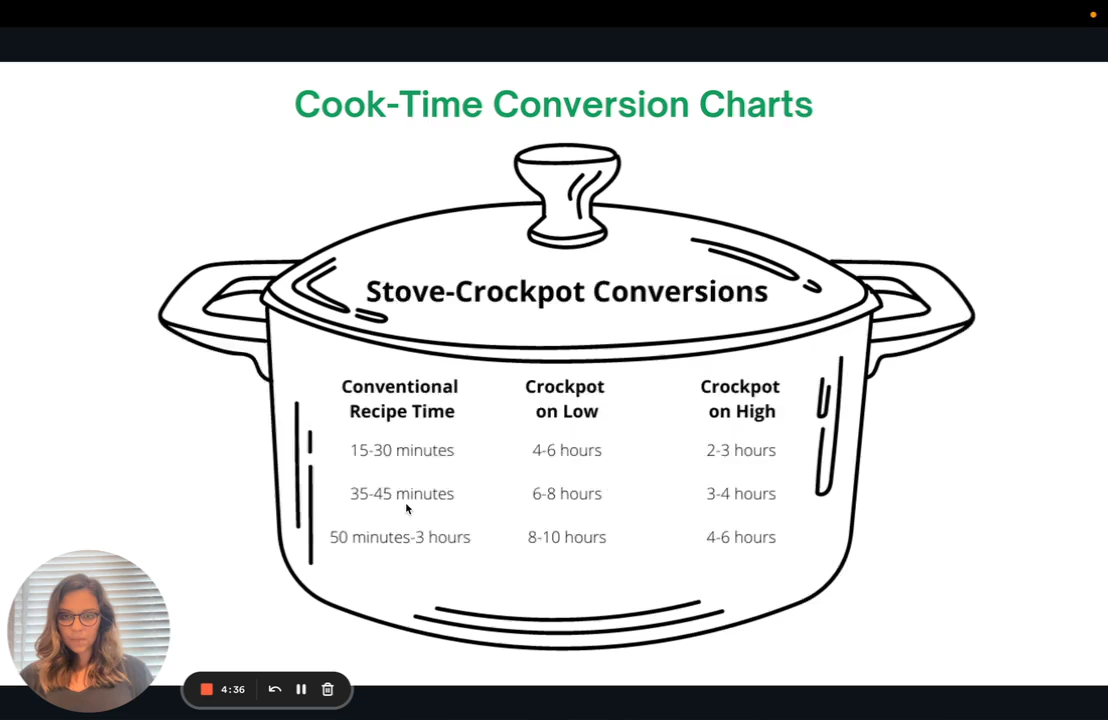 Cook-Time Conversion Charts
Stove-Crockpot Conversions
Conventional Recipe Time
Crockpot on Low
Crockpot on High
15-30 minutes 4-6 hours 2-3 hours
35-45 minutes 6-8 hours 3-4 hours
50 minutes-3 hours 8-10 hours 4-6 hours
4:36